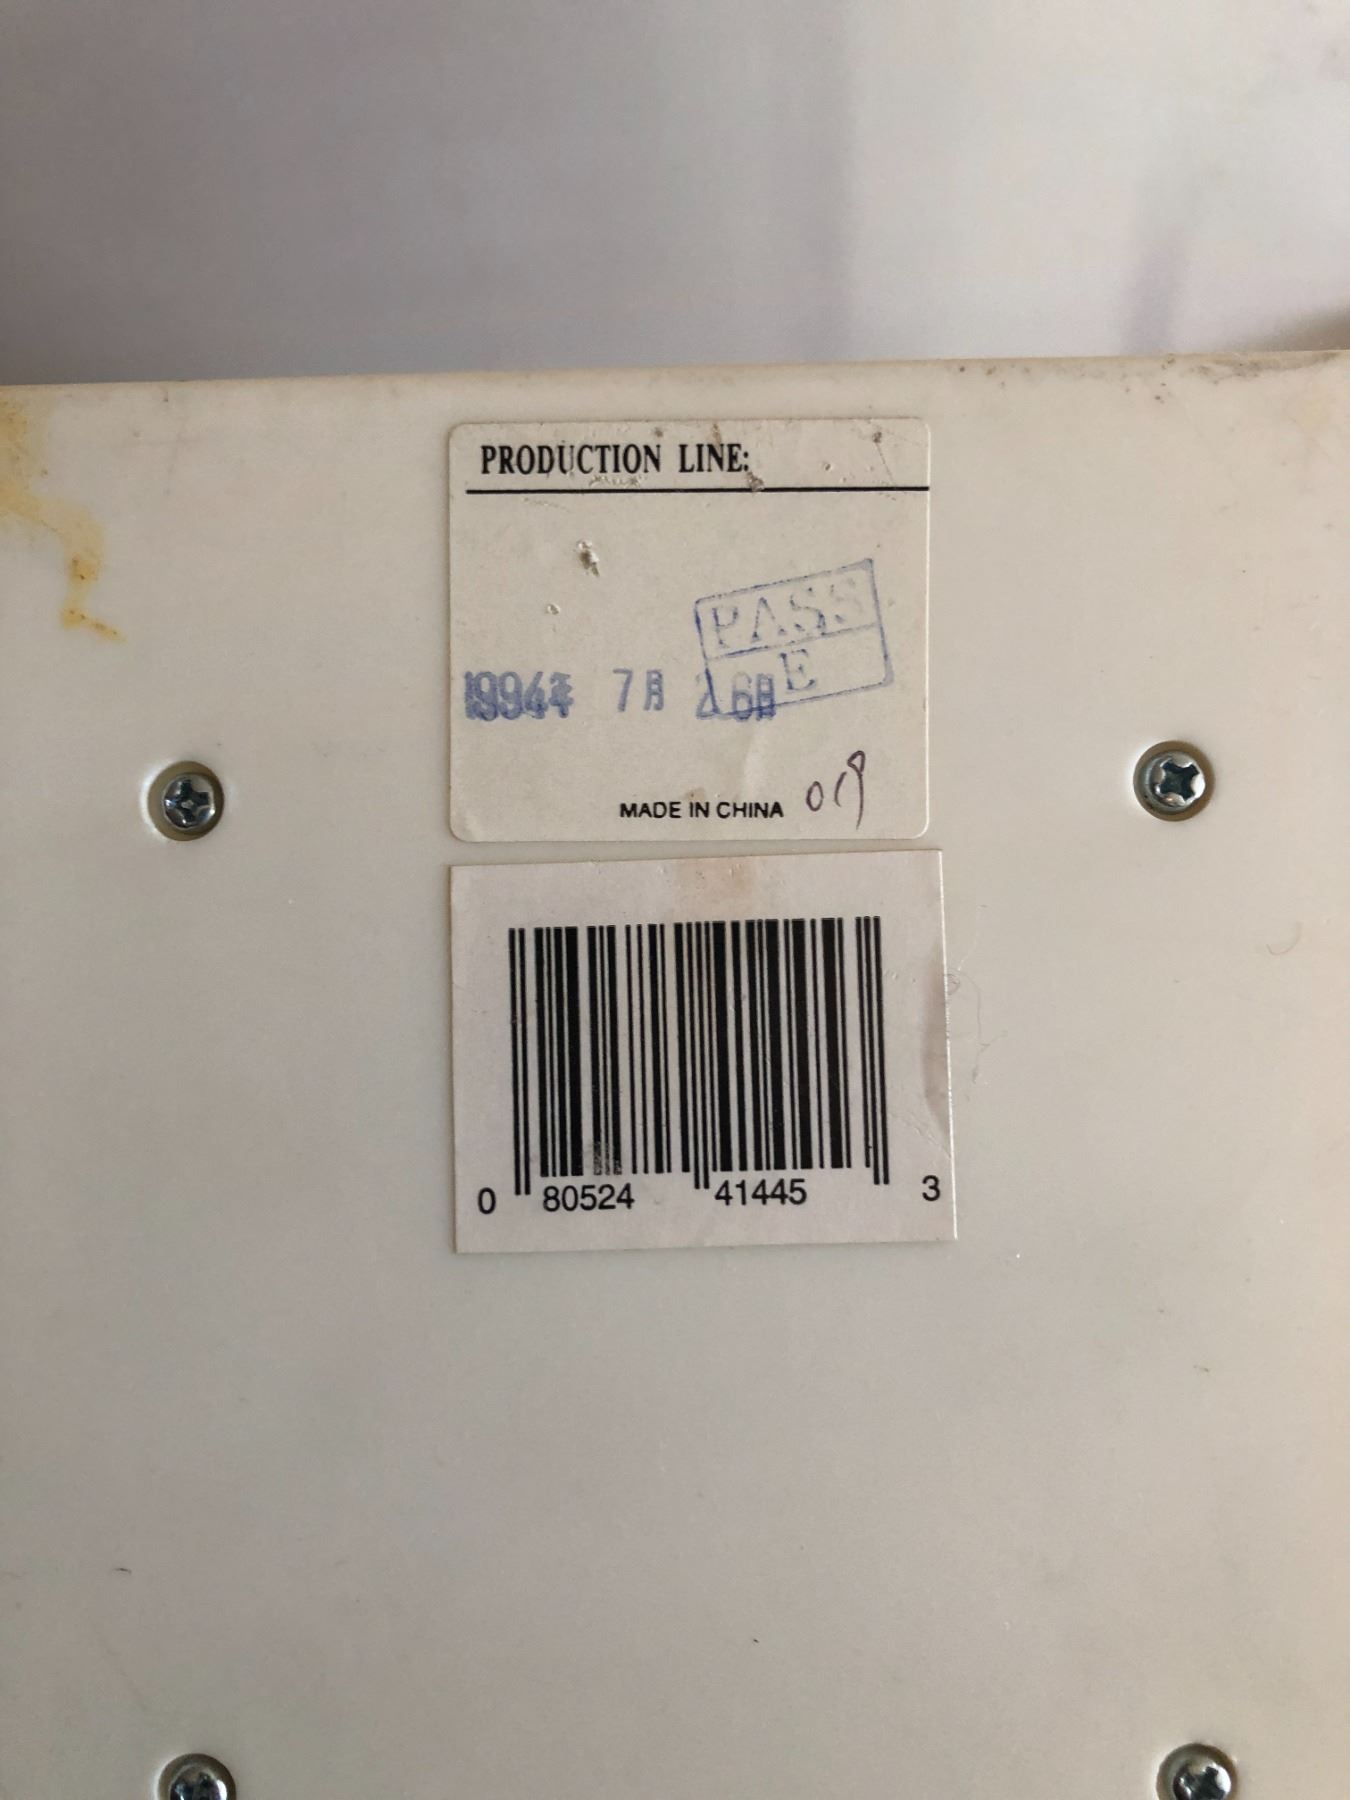 PRODUCTION LINE:
PASS
E
1994年 7月 26日
MADE IN CHINA
0 80524 41445 3